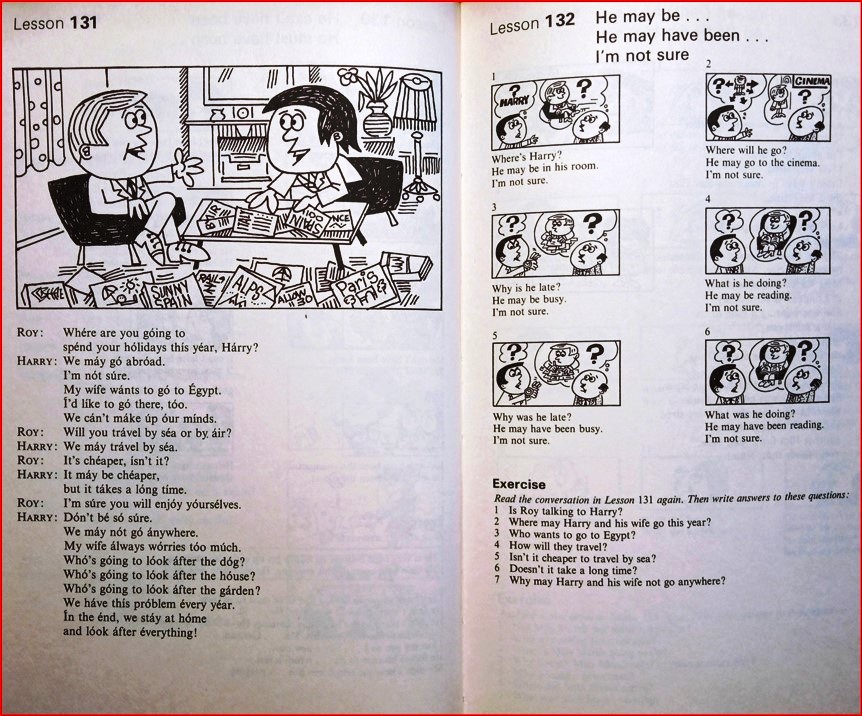 Lesson 131
SUNNY
SPAIN
RAILS
ALPS
Paris
Roy: Whére are you góing to
spénd your hólidays this yéar, Hárry?
Harry: We máy gó abróad.
I'm nót súre.
My wífe wánts to gó to Égypt.
Í'd líke to gó there, tóo.
We cán't máke úp óur mínds.
Roy: Wíll you trável by séa or by áir?
Harry: We máy trável by séa.
Roy: It's chéaper, ísn't it?
Harry: It máy be chéaper,
but it tákes a lóng tíme.
Roy: I'm súre you will enjóy yóursélves.
Harry: Dón't bé só súre.
We máy nót gó ánywhere.
My wífe álways wórries tóo múch.
Whó's góing to lóok áfter the dóg?
Whó's góing to lóok áfter the hóuse?
Whó's góing to lóok áfter the gárden?
We háve this próblem évery yéar.
Ín the énd, we stáy at hóme
and lóok áfter éverything!
Lesson 132 He may be . . .
He may have been . . .
I'm not sure
1
?
HARRY
?
Where's Harry?
He may be in his room.
I'm not sure.
2
?
CINEMA
?
Where will he go?
He may go to the cinema.
I'm not sure.
3
?
?
Why is he late?
He may be busy.
I'm not sure.
4
?
?
What is he doing?
He may be reading.
I'm not sure.
5
?
?
Why was he late?
He may have been busy.
I'm not sure.
6
?
?
What was he doing?
He may have been reading.
I'm not sure.
Exercise
Read the conversation in Lesson 131 again. Then write answers to these questions:
1 Is Roy talking to Harry?
2 Where may Harry and his wife go this year?
3 Who wants to go to Egypt?
4 How will they travel?
5 Isn't it cheaper to travel by sea?
6 Doesn't it take a long time?
7 Why may Harry and his wife not go anywhere?